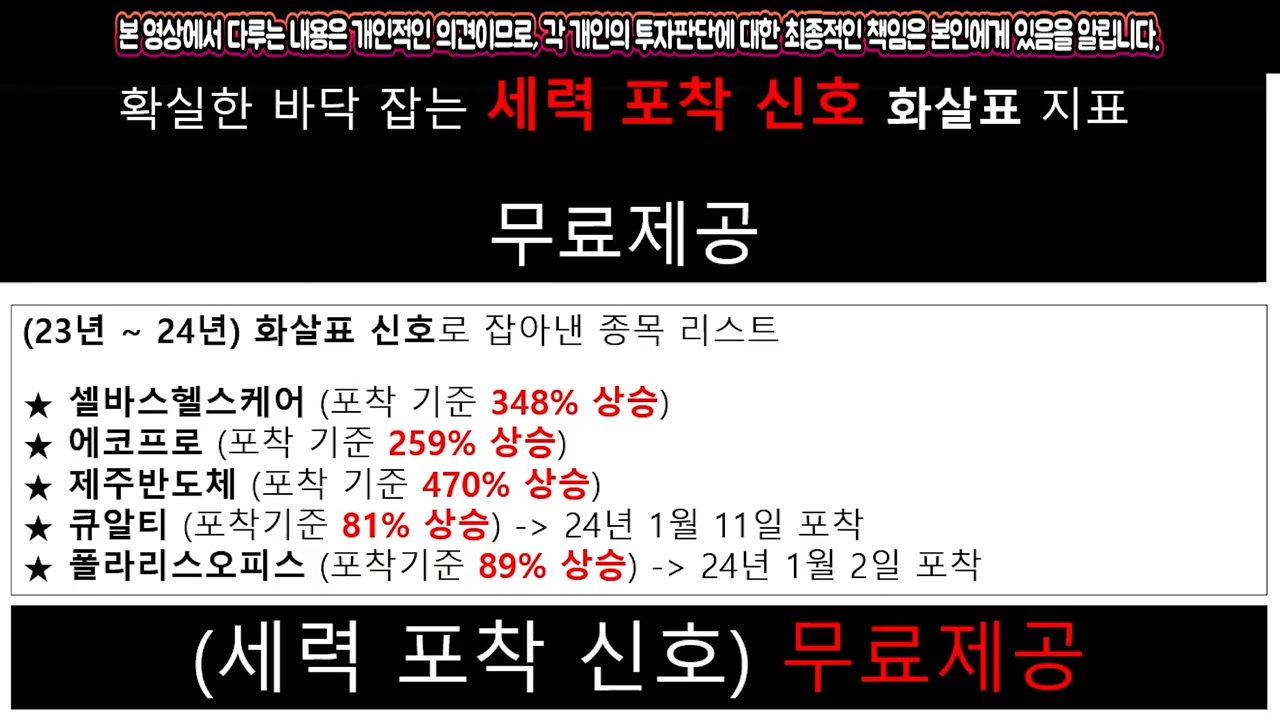 본 영상에서 다루는 내용은 개인적인 의견이므로, 각 개인의 투자판단에 대한 최종적인 책임은 본인에게 있음을 알립니다.
확실한 바닥 잡는 세력 포착 신호 화살표 지표
무료제공
(23년 ~ 24년) 화살표 신호로 잡아낸 종목 리스트
★ 셀바스헬스케어 (포착 기준 348% 상승)
★ 에코프로 (포착 기준 259% 상승)
★ 제주반도체 (포착 기준 470% 상승)
★ 큐알티 (포착기준 81% 상승) -> 24년 1월 11일 포착
★ 폴라리스오피스 (포착기준 89% 상승) -> 24년 1월 2일 포착
(세력 포착 신호) 무료제공